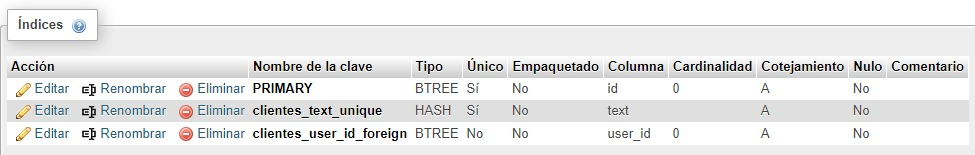 Índices
Acción Nombre de la clave Tipo Único Empaquetado Columna Cardinalidad Cotejamiento Nulo Comentario
Editar Renombrar Eliminar PRIMARY BTREE Sí No id 0 A No
Editar Renombrar Eliminar clientes_text_unique HASH Sí No text A No
Editar Renombrar Eliminar clientes_user_id_foreign BTREE No No user_id 0 A No